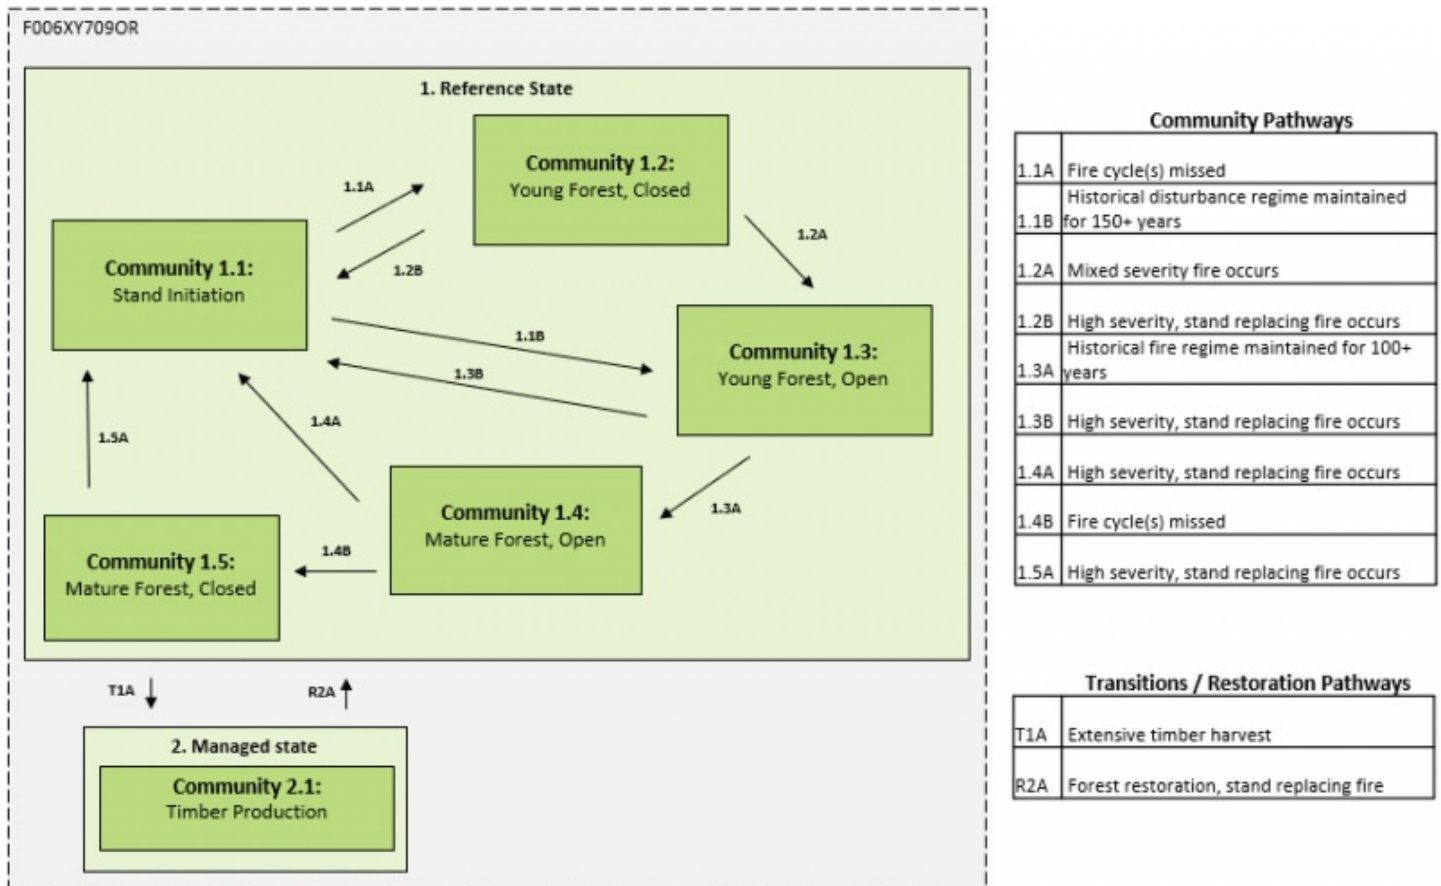 F006XY709OR
1. Reference State
Community 1.2:
Young Forest, Closed
1.1A
1.2A
1.2B
Community 1.1:
Stand Initiation
1.1B
Community 1.3:
Young Forest, Open
1.3B
1.4A
1.5A
1.3A
Community 1.4:
Mature Forest, Open
1.4B
Community 1.5:
Mature Forest, Closed
T1A
R2A
2. Managed state
Community 2.1:
Timber Production
Community Pathways
1.1A Fire cycle(s) missed
Historical disturbance regime maintained
1.1B for 150+ years
1.2A Mixed severity fire occurs
1.2B High severity, stand replacing fire occurs
Historical fire regime maintained for 100+
1.3A years
1.3B High severity, stand replacing fire occurs
1.4A High severity, stand replacing fire occurs
1.4B Fire cycle(s) missed
1.5A High severity, stand replacing fire occurs
Transitions / Restoration Pathways
T1A Extensive timber harvest
R2A Forest restoration, stand replacing fire